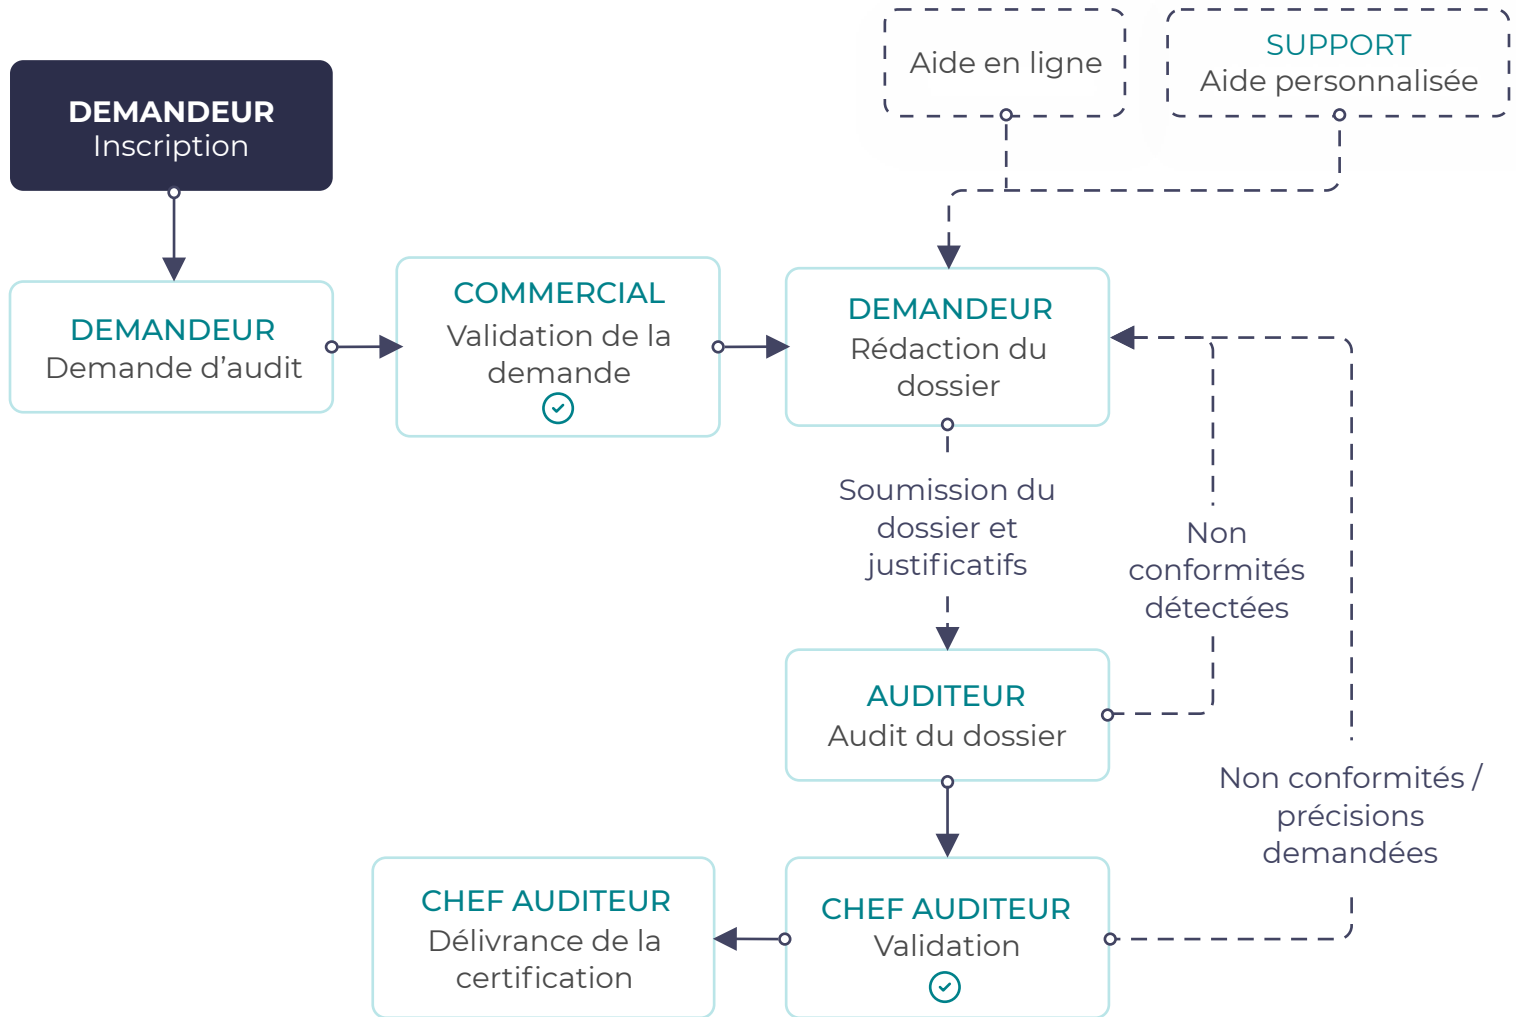 DEMANDEUR
Inscription
Aide en ligne
SUPPORT
Aide personnalisée
DEMANDEUR
Demande d’audit
COMMERCIAL
Validation de la
demande
DEMANDEUR
Rédaction du
dossier
Soumission du
dossier et
justificatifs
Non
conformités
détectées
AUDITEUR
Audit du dossier
Non conformités /
précisions
demandées
CHEF AUDITEUR
Validation
CHEF AUDITEUR
Délivrance de la
certification